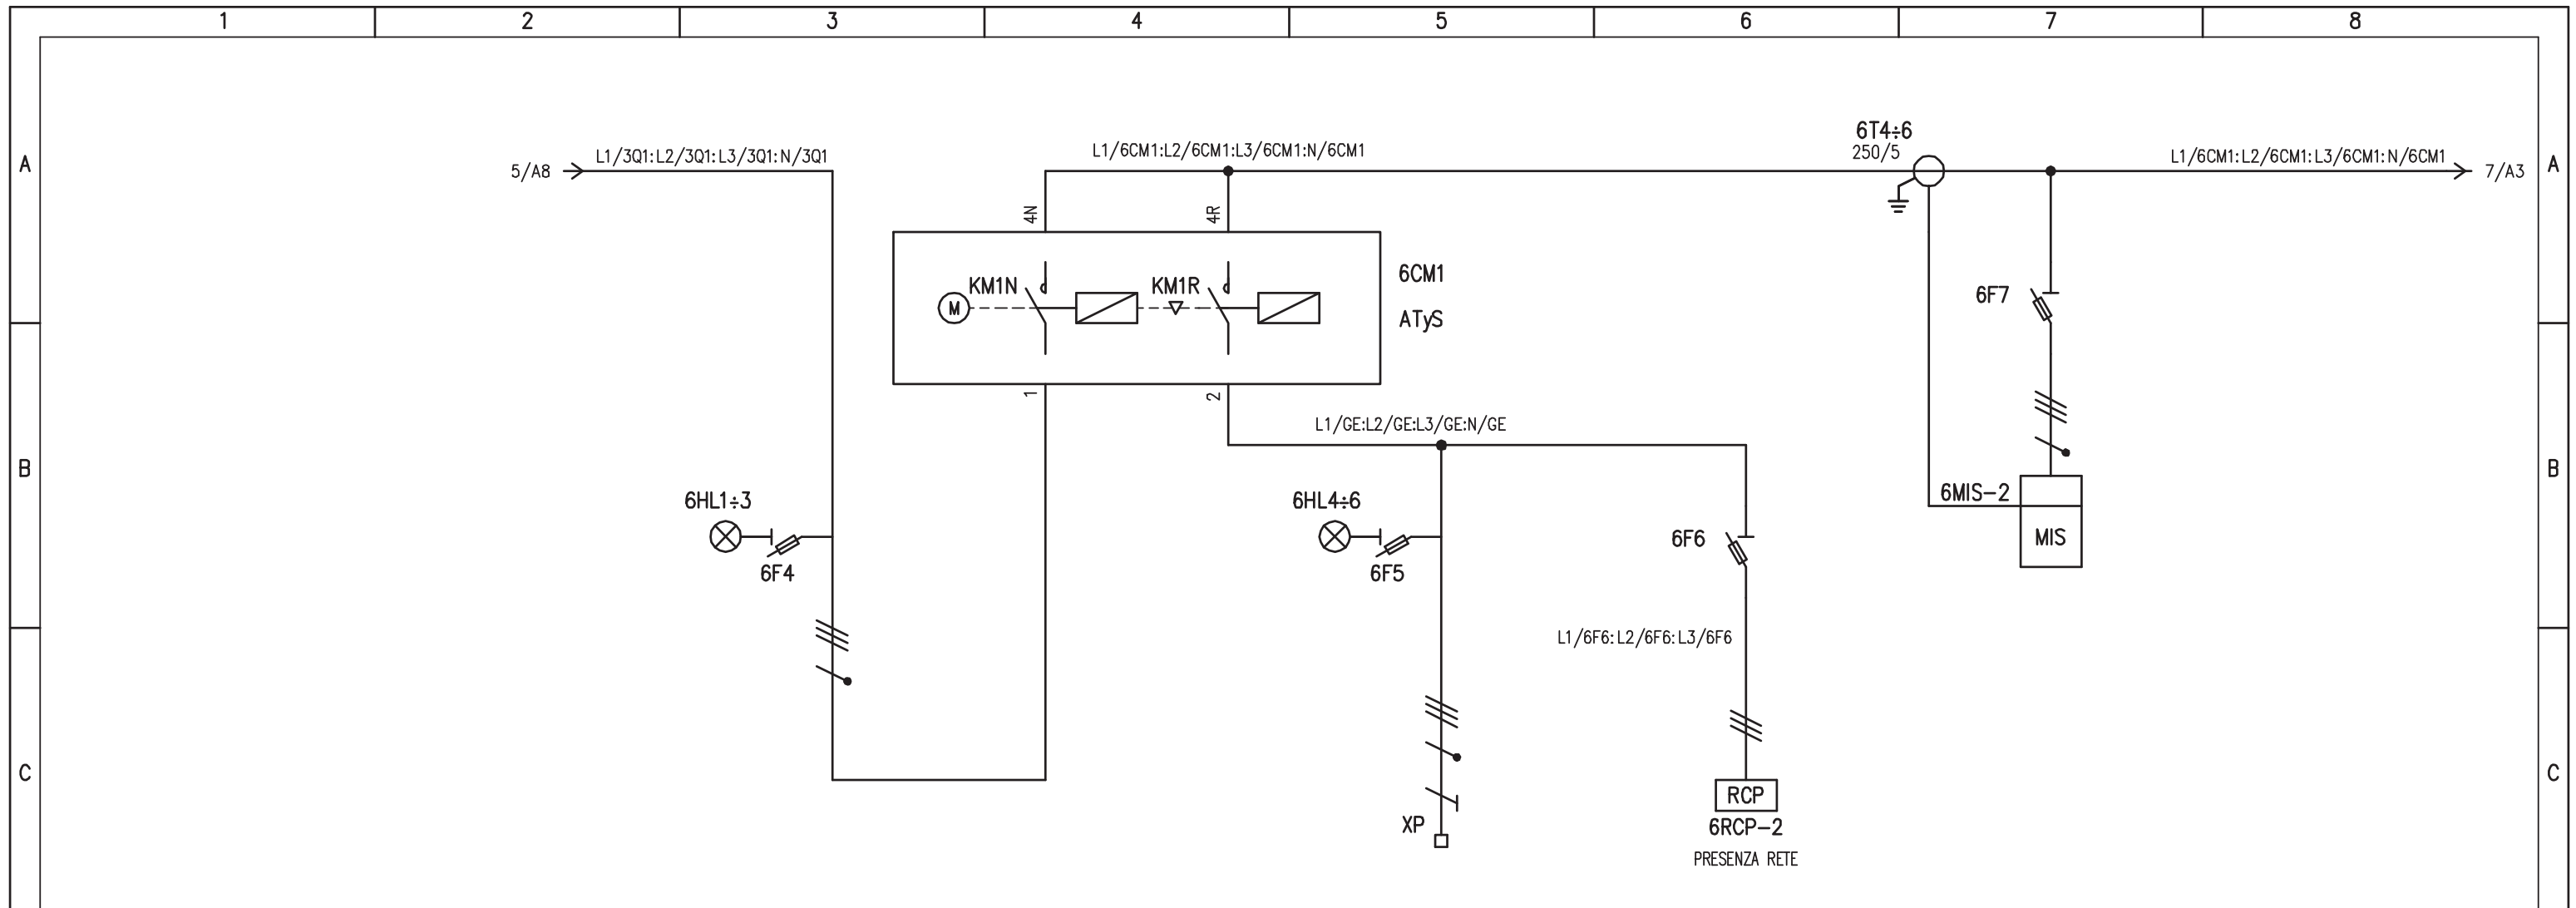 1 2 3 4 5 6 7 8
A A
6T4÷6
250/5
5/A8 L1/3Q1:L2/3Q1:L3/3Q1:N/3Q1
L1/6CM1:L2/6CM1:L3/6CM1:N/6CM1
L1/6CM1:L2/6CM1:L3/6CM1:N/6CM1 7/A3
4N 4R
KM1N KM1R
M
6CM1
ATyS
6F7
1 2
L1/GE:L2/GE:L3/GE:N/GE
B B
6HL1÷3
6F4
6HL4÷6
6F5
6F6
6MIS-2
MIS
L1/6F6:L2/6F6:L3/6F6
C C
XP
RCP
6RCP-2
PRESENZA RETE